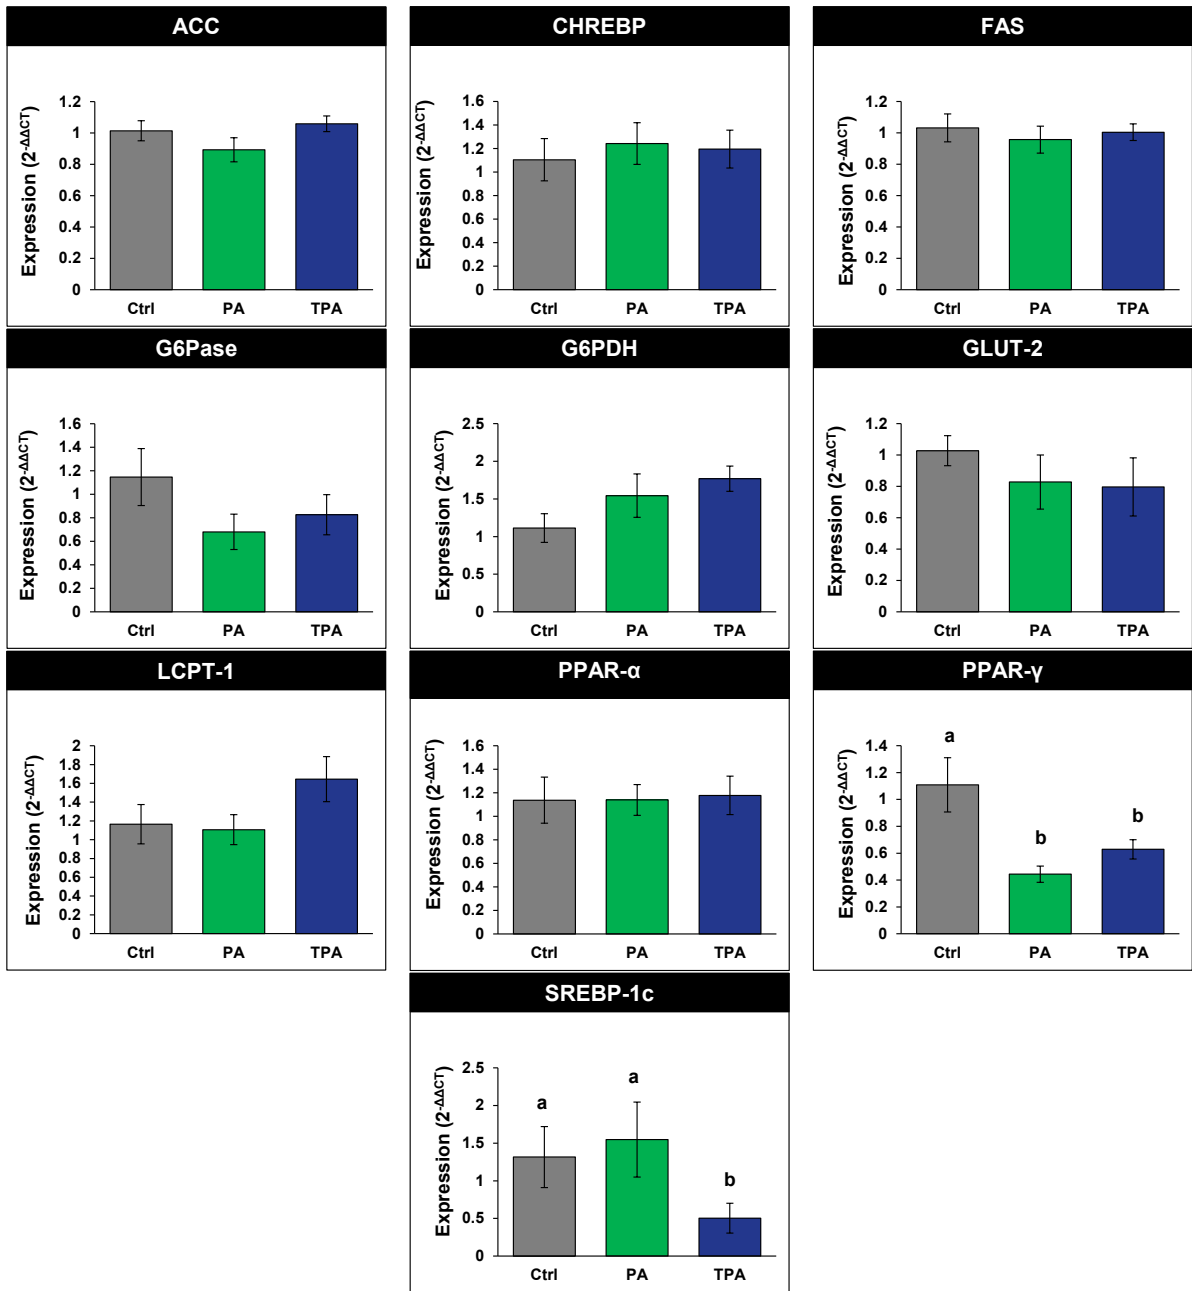 ACC
Expression (2-ΔΔCT)
1.2
1
0.8
0.6
0.4
0.2
0
Ctrl PA TPA
CHREBP
Expression (2-ΔΔCT)
1.6
1.4
1.2
1
0.8
0.6
0.4
0.2
0
Ctrl PA TPA
FAS
Expression (2-ΔΔCT)
1.2
1
0.8
0.6
0.4
0.2
0
Ctrl PA TPA
G6Pase
Expression (2-ΔΔCT)
1.6
1.4
1.2
1
0.8
0.6
0.4
0.2
0
Ctrl PA TPA
G6PDH
Expression (2-ΔΔCT)
2.5
2
1.5
1
0.5
0
Ctrl PA TPA
GLUT-2
Expression (2-ΔΔCT)
1.2
1
0.8
0.6
0.4
0.2
0
Ctrl PA TPA
LCPT-1
Expression (2-ΔΔCT)
2
1.8
1.6
1.4
1.2
1
0.8
0.6
0.4
0.2
0
Ctrl PA TPA
PPAR-α
Expression (2-ΔΔCT)
1.6
1.4
1.2
1
0.8
0.6
0.4
0.2
0
Ctrl PA TPA
PPAR-γ
Expression (2-ΔΔCT)
1.4
1.2
1
0.8
0.6
0.4
0.2
0
a
b
b
Ctrl PA TPA
SREBP-1c
Expression (2-ΔΔCT)
2.5
2
1.5
1
0.5
0
a
a
b
Ctrl PA TPA